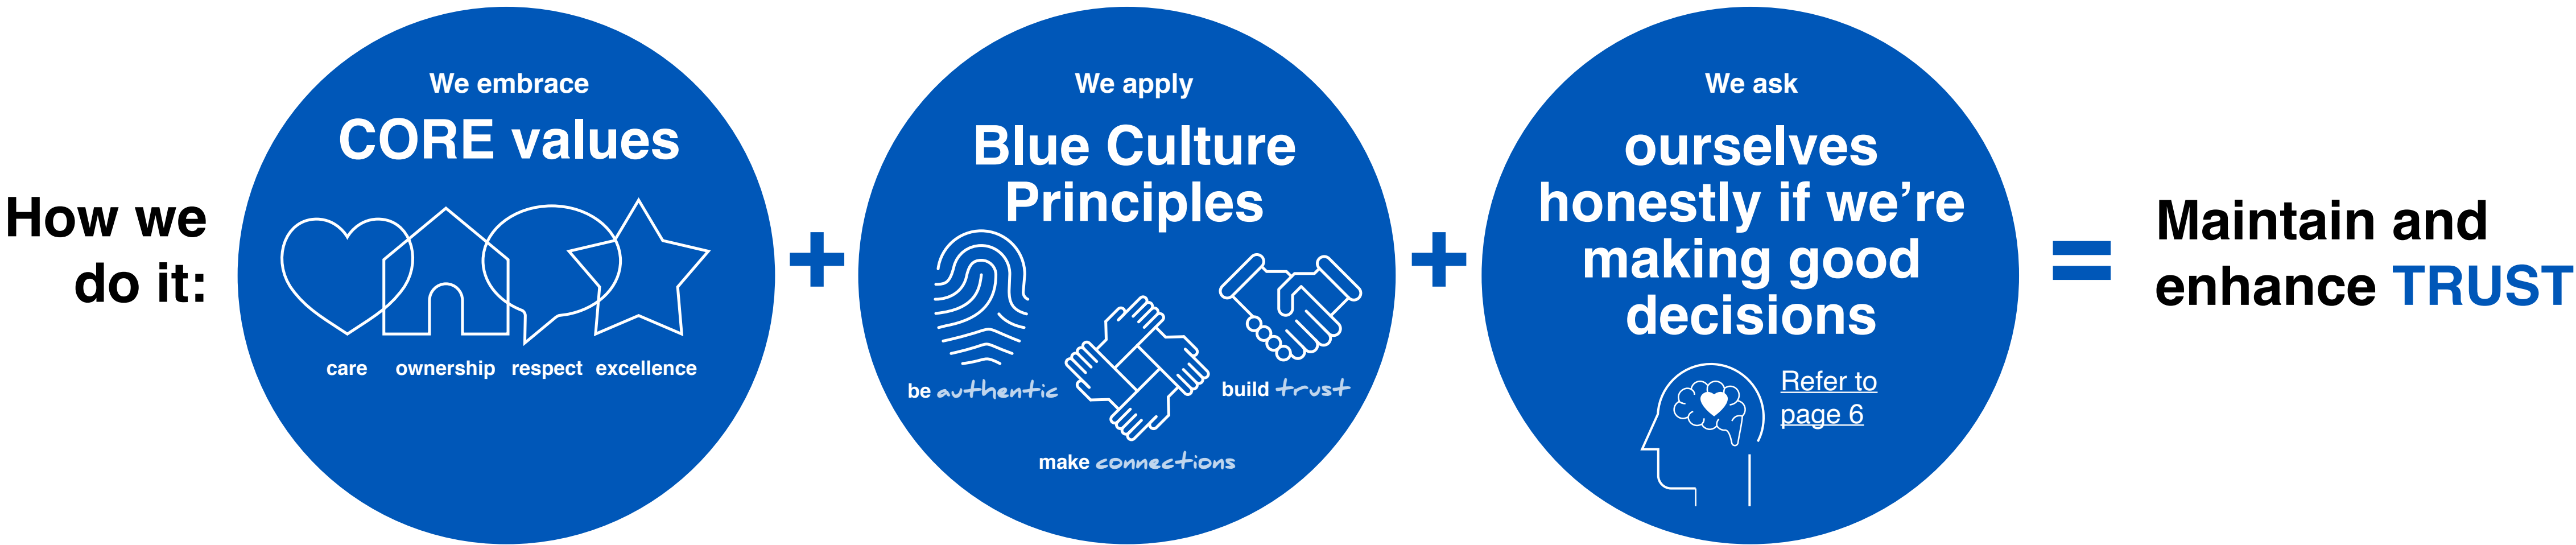 How we
do it:
We embrace
CORE values
care ownership respect excellence
+
We apply
Blue Culture
Principles
be authentic
build trust
make connections
+
We ask
ourselves
honestly if we’re
making good
decisions
Refer to
page 6
=
Maintain and
enhance TRUST